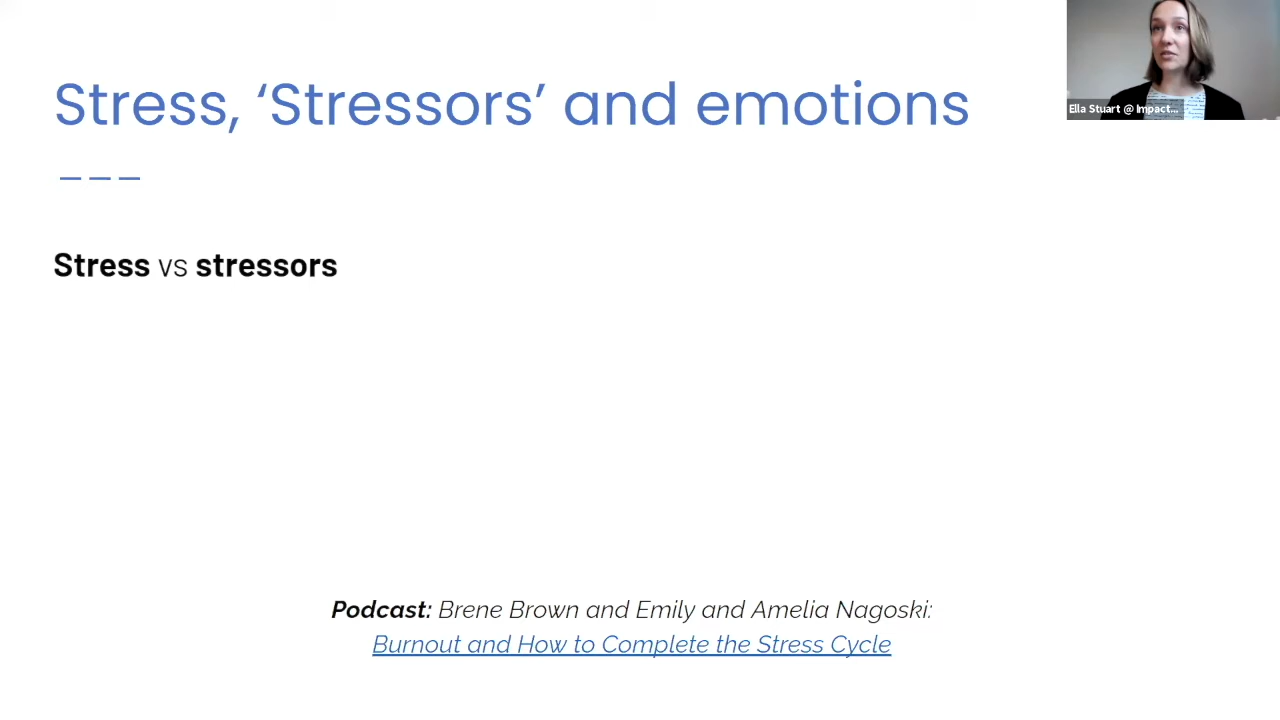 Stress, ‘Stressors’ and emotions
Ella Stuart @ Impact...
Stress vs stressors
Podcast: Brene Brown and Emily and Amelia Nagoski:
Burnout and How to Complete the Stress Cycle